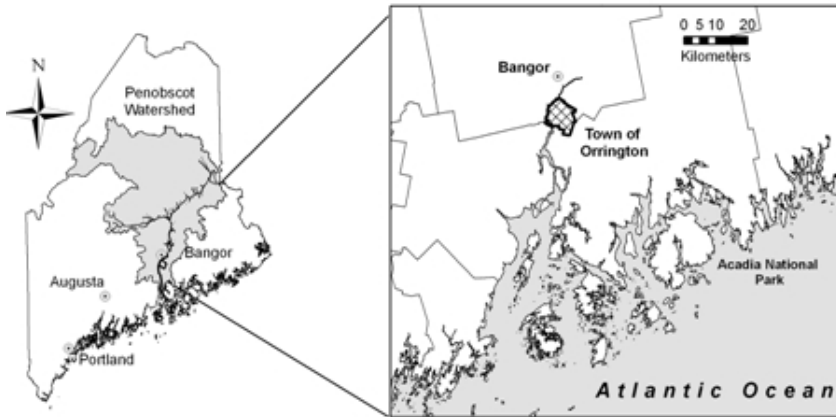 N
Penobscot
Watershed
Bangor
Augusta
Portland
0 5 10 20
Kilometers
Bangor
Town of
Orrington
Acadia National
Park
Atlantic Ocean